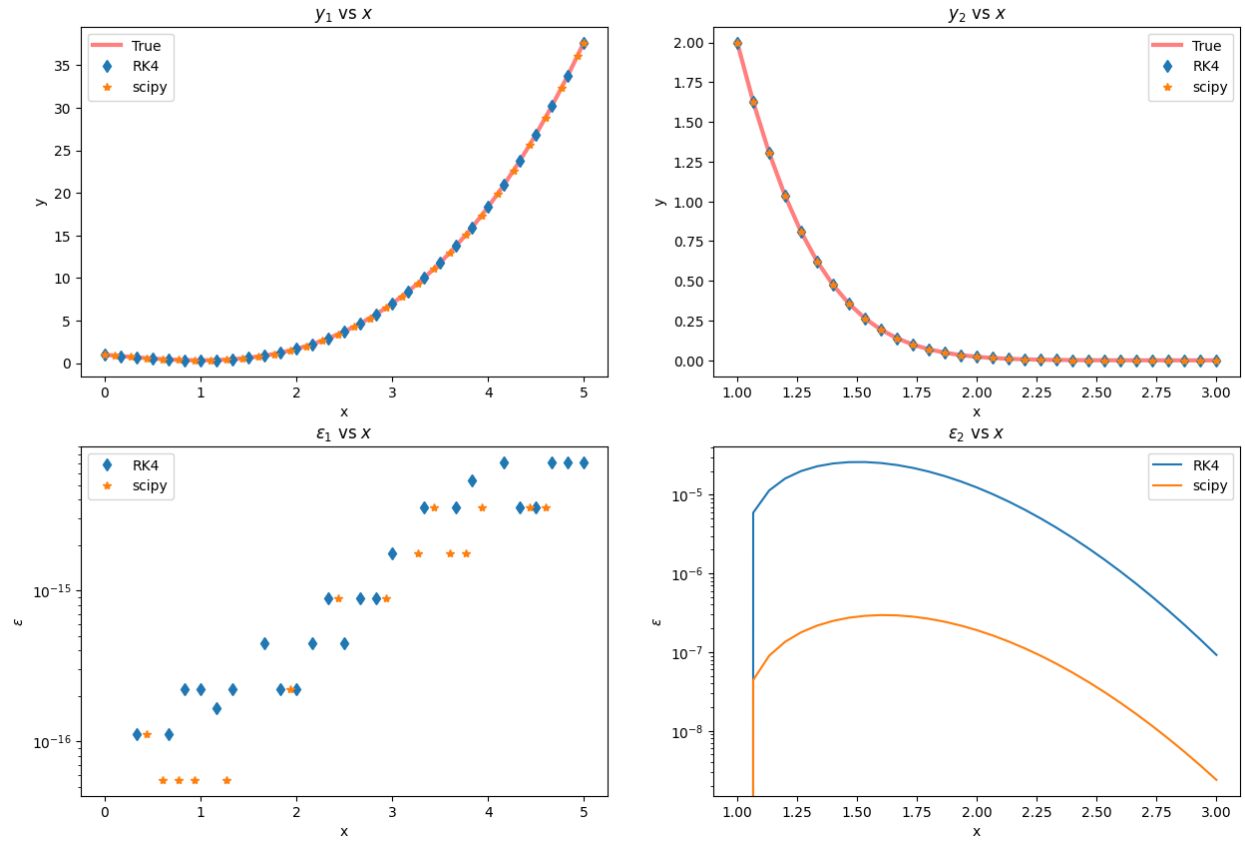 y₁ vs x
True
RK4
scipy
35
30
25
20
15
10
5
0
y
0 1 2 3 4 5
x
y₂ vs x
True
RK4
scipy
2.00
1.75
1.50
1.25
1.00
0.75
0.50
0.25
0.00
y
1.00 1.25 1.50 1.75 2.00 2.25 2.50 2.75 3.00
x
ε₁ vs x
RK4
scipy
10⁻¹⁵
10⁻¹⁶
ε
0 1 2 3 4 5
x
ε₂ vs x
RK4
scipy
10⁻⁵
10⁻⁶
10⁻⁷
10⁻⁸
ε
1.00 1.25 1.50 1.75 2.00 2.25 2.50 2.75 3.00
x